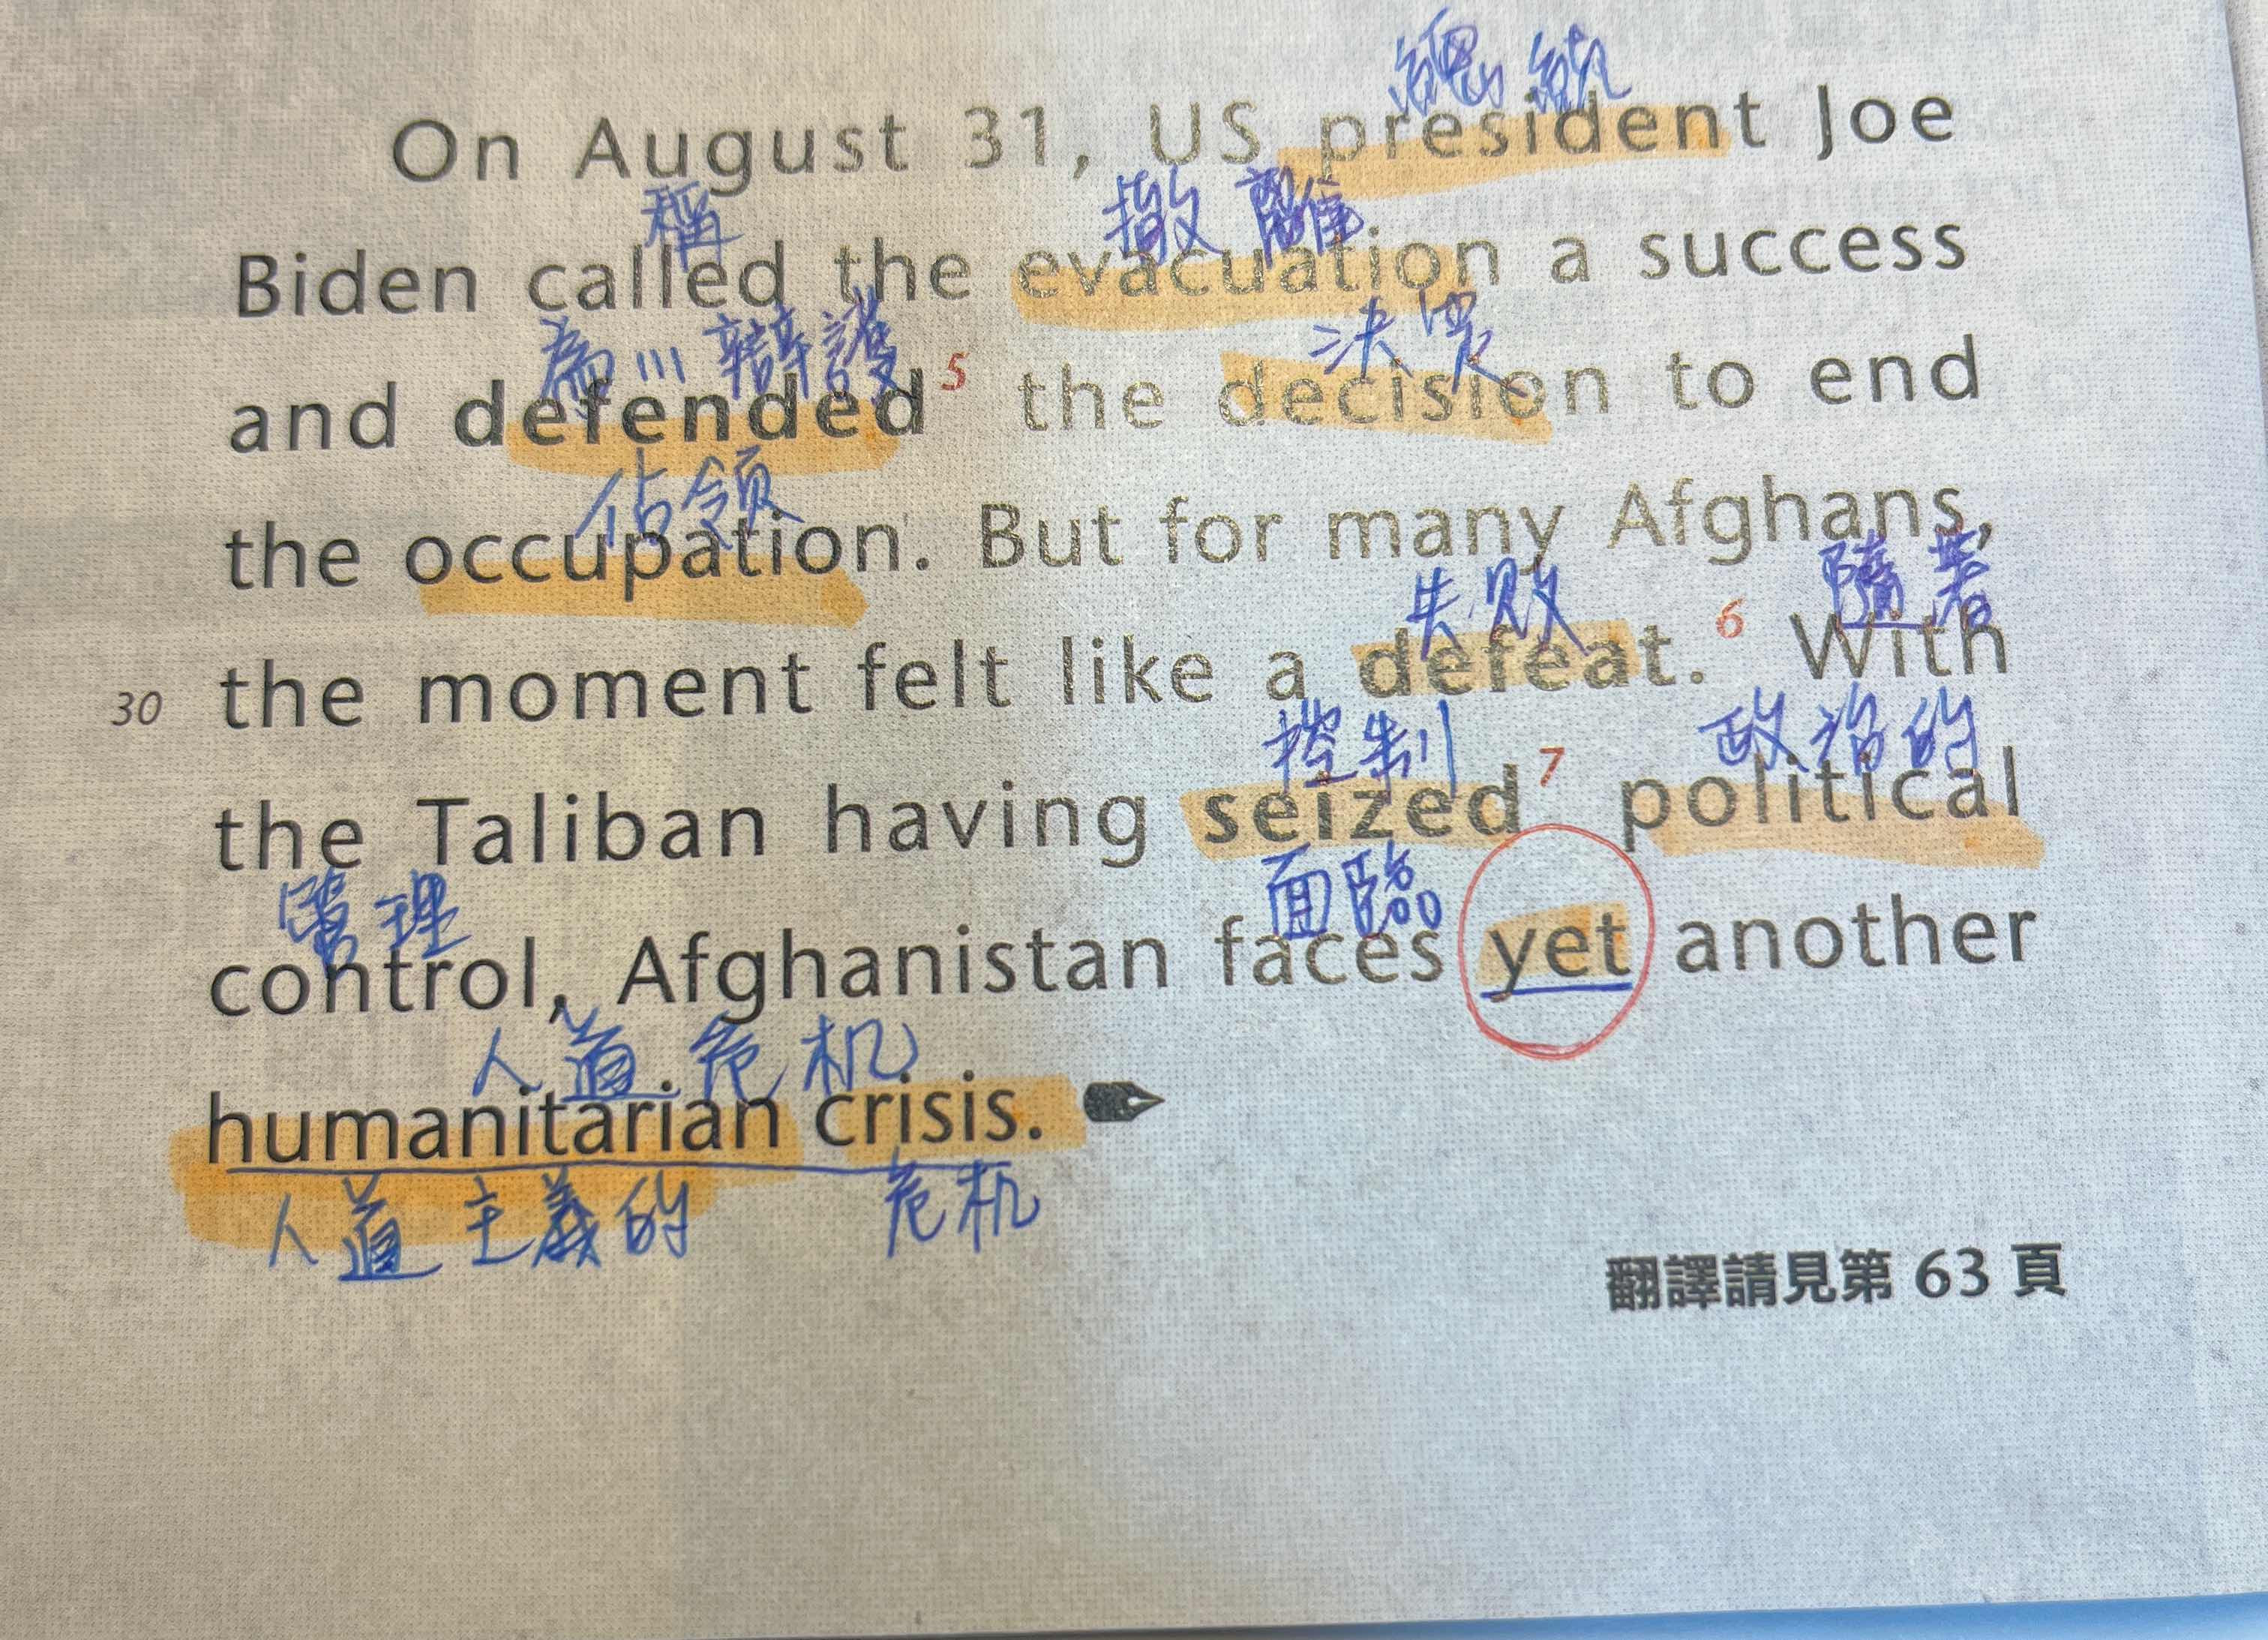 總統
On August 31, US president Joe
稱 撤離
Biden called the evacuation a success
為... 辯護 決定
and defended5 the decision to end
佔領
the occupation. But for many Afghans,
失敗 隨著
30 the moment felt like a defeat.6 With
控制 政治的
the Taliban having seized7 political
管理 面臨
control, Afghanistan faces yet another
人道危机
humanitarian crisis.
人道主義的 危机
翻譯請見第 63 頁